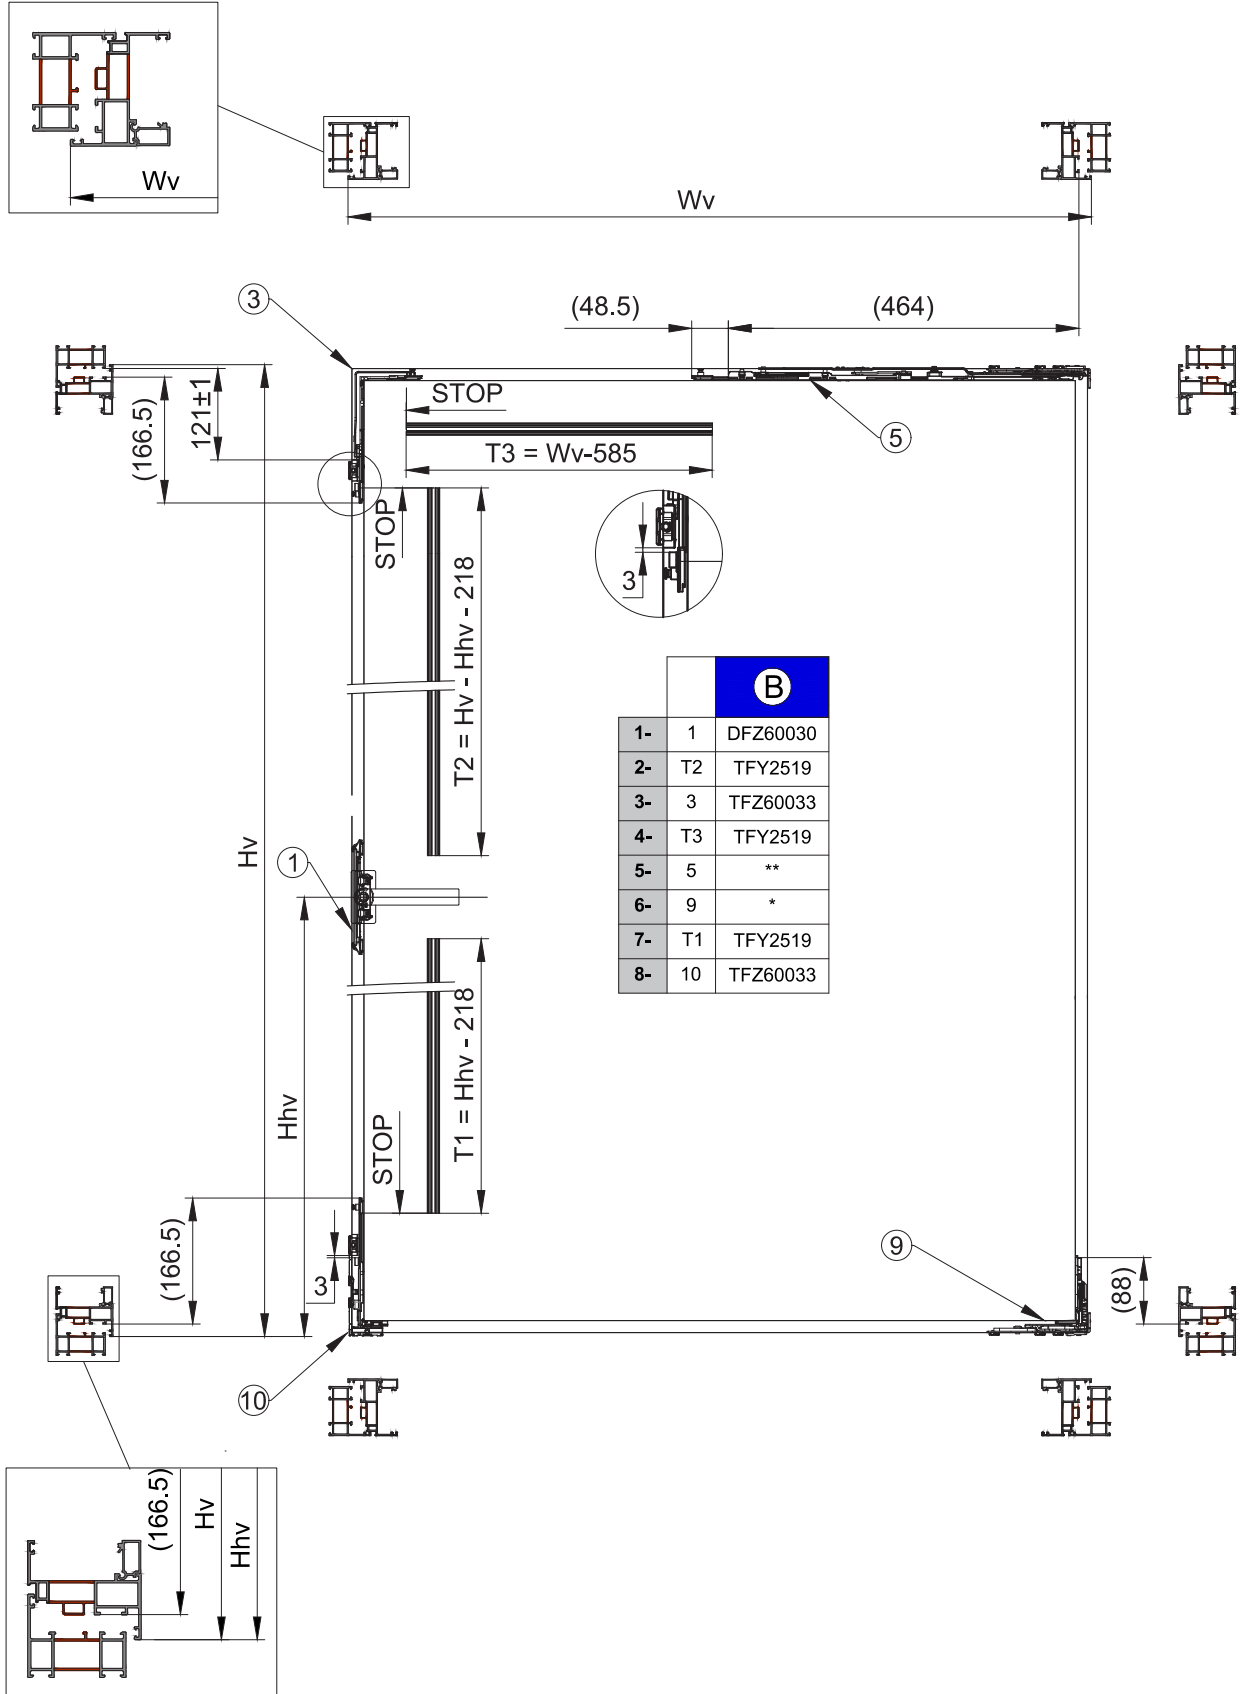 Wv
Wv
3
(48.5)
(464)
121±1
(166.5)
STOP
5
T3 = Wv-585
STOP
T2 = Hv - Hhv - 218
3
B
1- 1 DFZ60030
2- T2 TFY2519
3- 3 TFZ60033
4- T3 TFY2519
5- 5 **
6- 9 *
7- T1 TFY2519
8- 10 TFZ60033
Hv
1
Hhv
T1 = Hhv - 218
STOP
(166.5)
3
9
(88)
10
(166.5)
Hv
Hhv